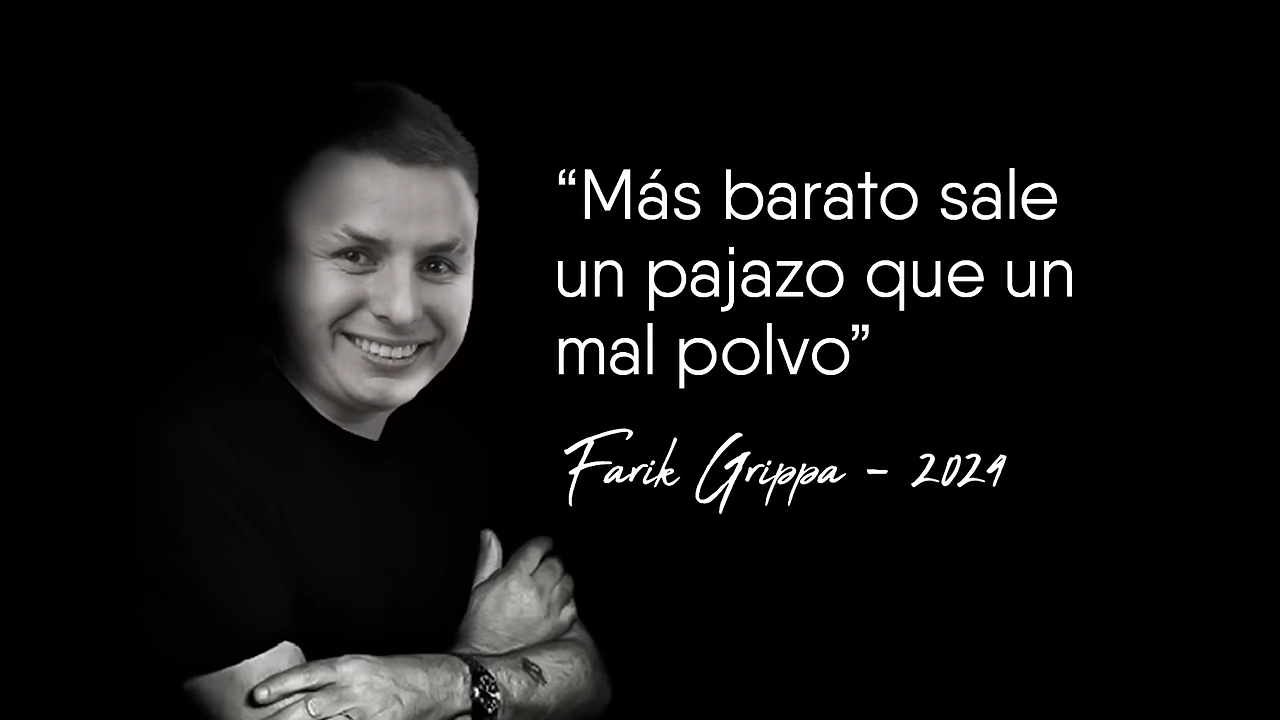 “Más barato sale
un pajazo que un
mal polvo”
Farik Grippa - 2024